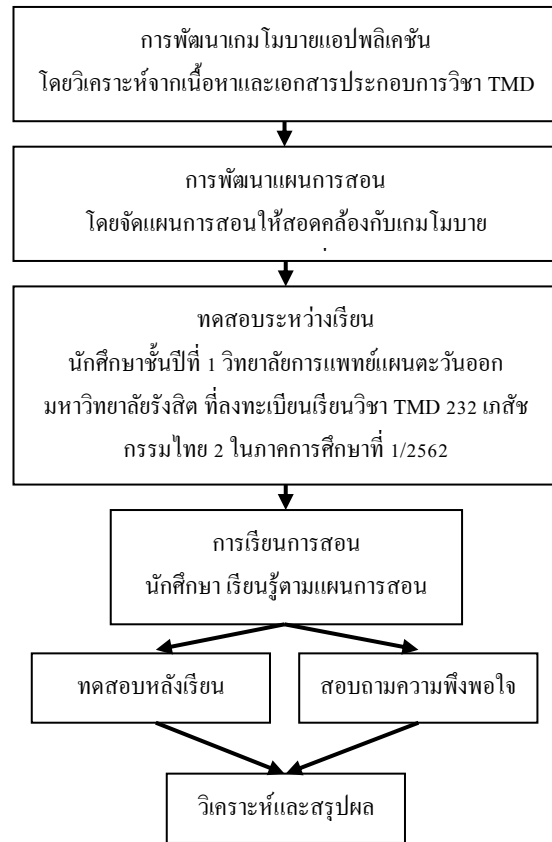 การพัฒนาเกมโมบายแอปพลิเคชัน
โดยวิเคราะห์จากเนื้อหาและเอกสารประกอบการวิชา TMD
การพัฒนาแผนการสอน
โดยจัดแผนการสอนให้สอดคล้องกับเกมโมบาย
ทดสอบระหว่างเรียน
นักศึกษาชั้นปีที่ 1 วิทยาลัยการแพทย์แผนตะวันออก
มหาวิทยาลัยรังสิต ที่ลงทะเบียนเรียนวิชา TMD 232 เภสัช
กรรมไทย 2 ในภาคการศึกษาที่ 1/2562
การเรียนการสอน
นักศึกษา เรียนรู้ตามแผนการสอน
ทดสอบหลังเรียน
สอบถามความพึงพอใจ
วิเคราะห์และสรุปผล